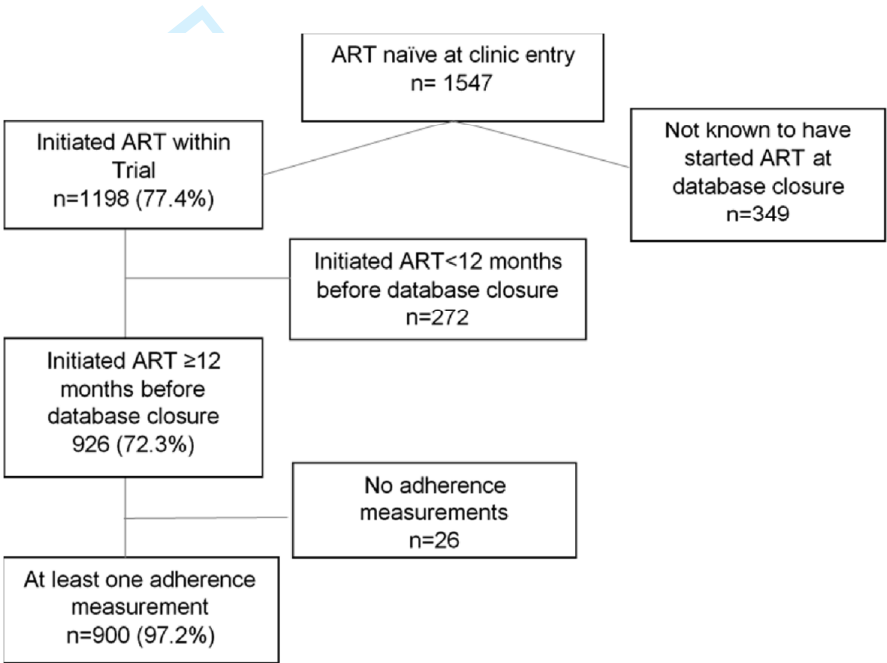 ART naïve at clinic entry
n= 1547
Initiated ART within
Trial
n=1198 (77.4%)
Not known to have
started ART at
database closure
n=349
Initiated ART<12 months
before database closure
n=272
Initiated ART ≥12
months before
database closure
926 (72.3%)
No adherence
measurements
n=26
At least one adherence
measurement
n=900 (97.2%)